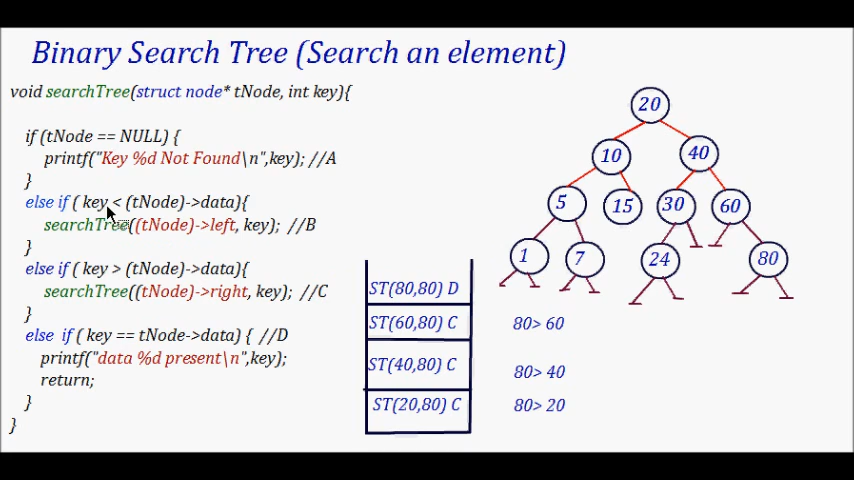 Binary Search Tree (Search an element)
void searchTree(struct node* tNode, int key){
if (tNode == NULL) {
printf("Key %d Not Found\n",key); //A
}
else if ( key < (tNode)->data){
searchTree((tNode)->left, key); //B
}
else if ( key > (tNode)->data){
searchTree((tNode)->right, key); //C
}
else if ( key == tNode->data) { //D
printf("data %d present\n",key);
return;
}
}
20
10 40
5 15 30 60
1 7 24 80
ST(80,80) D
ST(60,80) C 80> 60
ST(40,80) C 80> 40
ST(20,80) C 80> 20